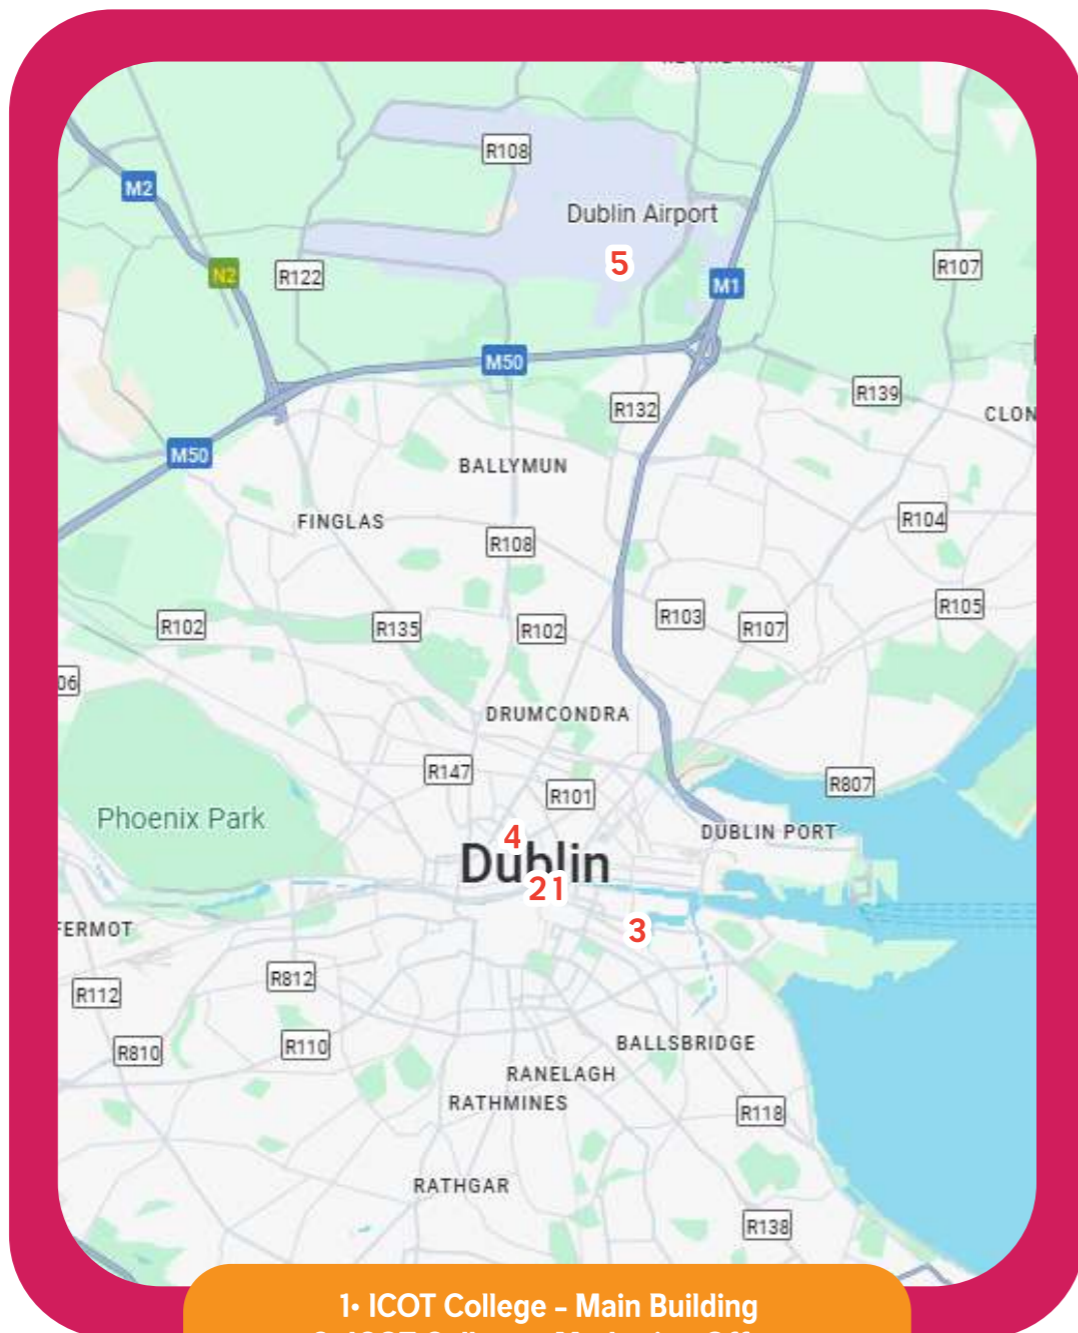 R108
M2
Dublin Airport
5
N2
R122
R107
M1
M50
R132
R139
CLON
M50
BALLYMUN
FINGLAS
R104
R108
R105
R102
R135
R102
R103
R107
06
DRUMCONDRA
R147
R101
R807
Phoenix Park
DUBLIN PORT
4
Dublin
21
3
FERMOT
R812
R112
R810
R110
BALLSBRIDGE
RANELAGH
RATHMINES
R118
RATHGAR
R138
1• ICOT College - Main Building